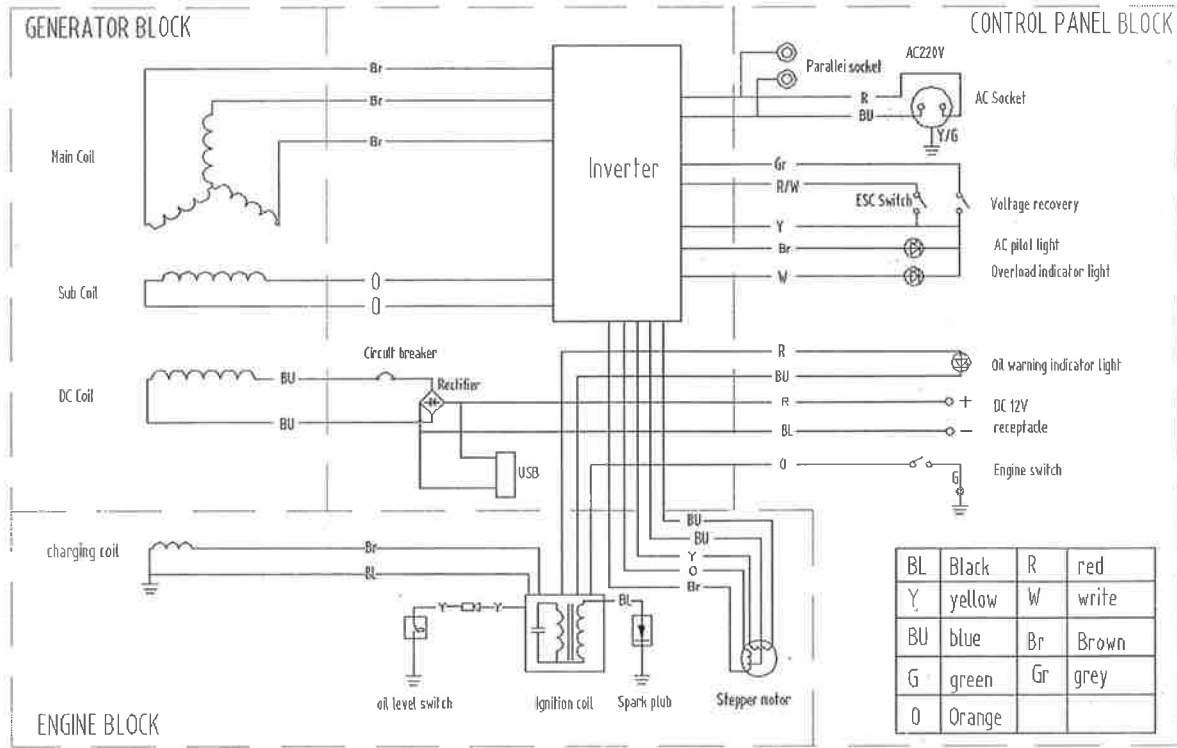 GENERATOR BLOCK
CONTROL PANEL BLOCK
Br
Br
Br
Main Coil
Inverter
Parallei socket
AC220V
R
BU
AC Socket
Y/G
Gr
R/W
ESC Switch
Voltage recovery
Y
Br
AC pilot light
W
Overload indicator light
Sub Coil
O
O
Circult breaker
R
BU
Oil warning indicator light
DC Coil
BU
BU
Rectifier
R
BL
+
DC 12V
receptacle
−
USB
O
G
Engine switch
charging coil
Br
BL
BU
BU
Y
O
Br
Y
Y
BL
oil level switch
Ignition coil
Spark plub
Stepper motor
ENGINE BLOCK
BL Black R red
Y yellow W write
BU blue Br Brown
G green Gr grey
O Orange